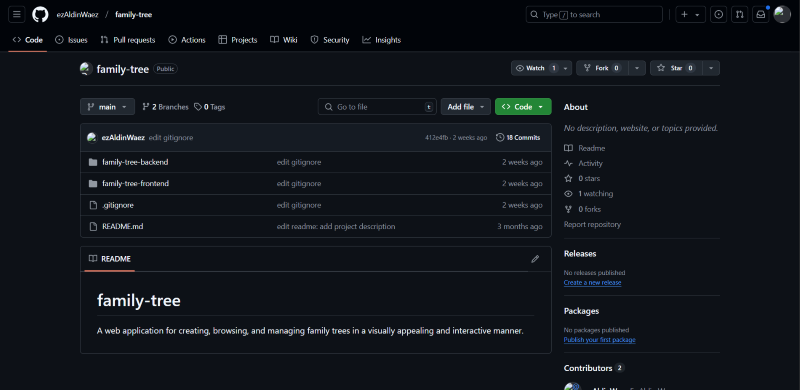 ezAldinWaez / family-tree
Type / to search
Code Issues Pull requests Actions Projects Wiki Security Insights
family-tree Public
Watch 1 Fork 0 Star 0
main 2 Branches 0 Tags Go to file t Add file Code
ezAldinWaez edit gitignore 412e4fb · 2 weeks ago 18 Commits
family-tree-backend edit gitignore 2 weeks ago
family-tree-frontend edit gitignore 2 weeks ago
.gitignore edit gitignore 2 weeks ago
README.md edit readme: add project description 3 months ago
README
family-tree
A web application for creating, browsing, and managing family trees in a visually appealing and interactive manner.
About
No description, website, or topics provided.
Readme
Activity
0 stars
1 watching
0 forks
Report repository
Releases
No releases published
Create a new release
Packages
No packages published
Publish your first package
Contributors 2